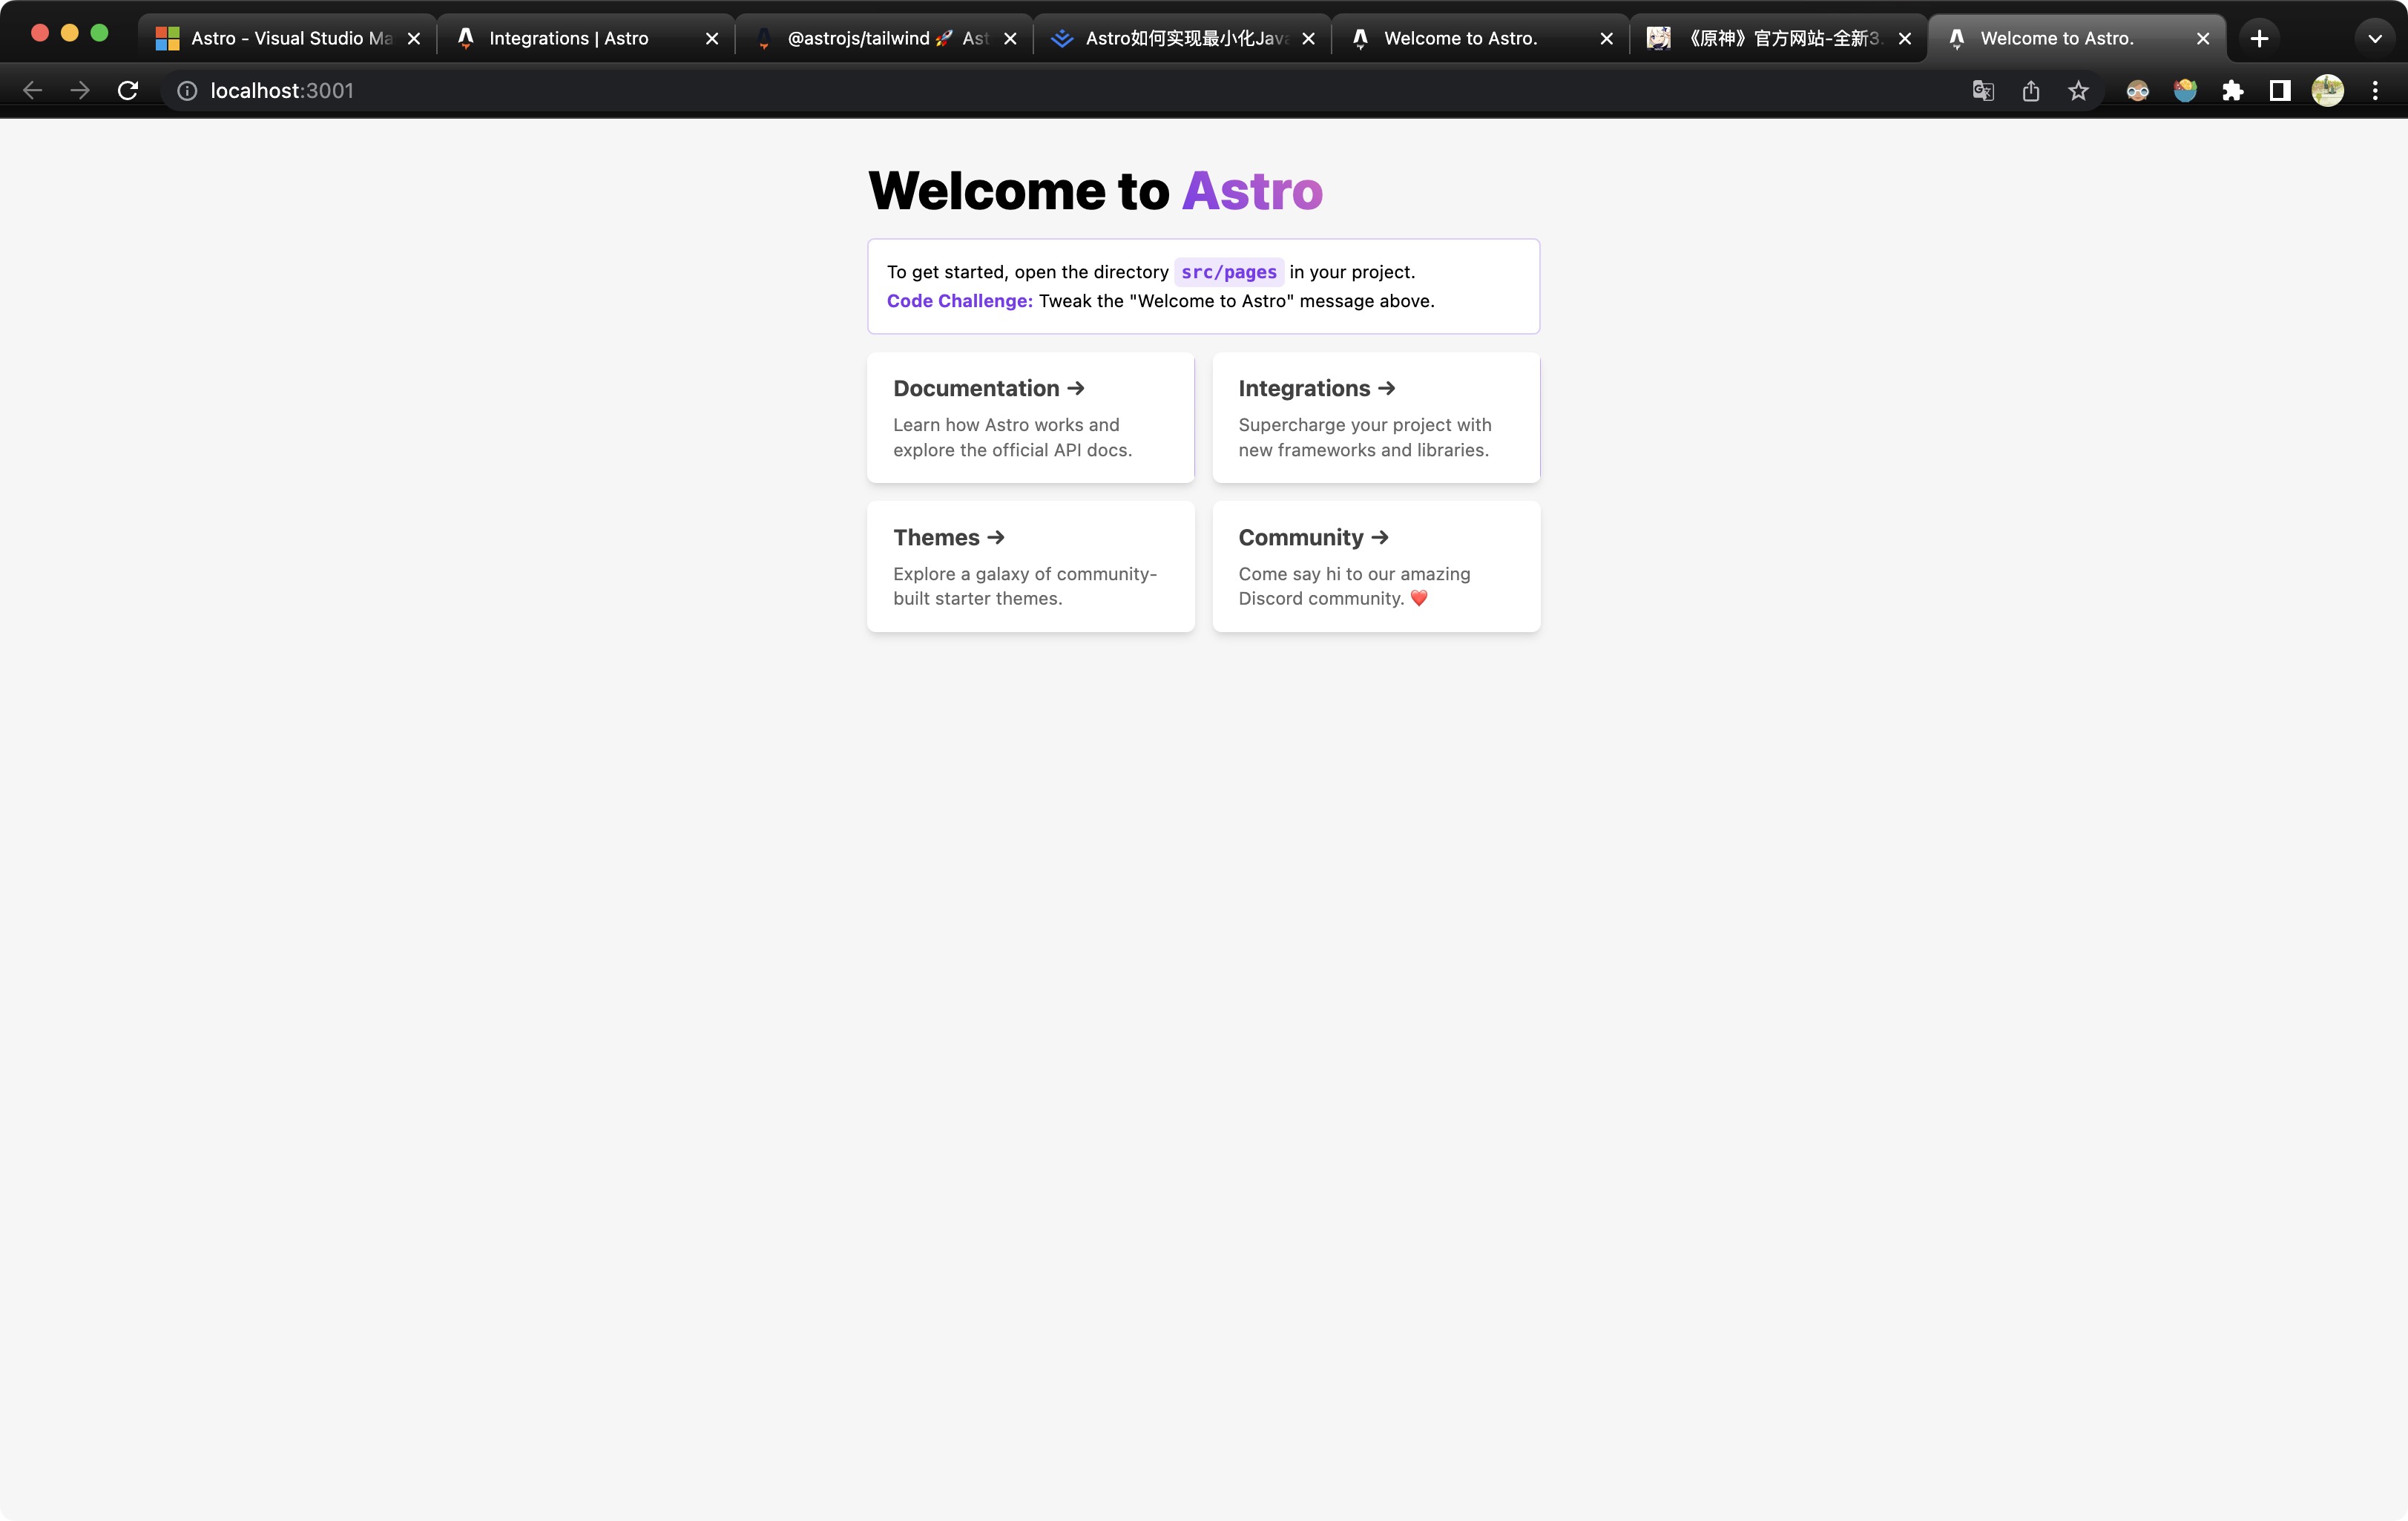 Astro - Visual Studio Ma
Integrations | Astro
@astrojs/tailwind 🚀 Ast
Astro如何实现最小化Java
Welcome to Astro.
《原神》官方网站-全新3.
Welcome to Astro.
localhost:3001
Welcome to Astro
To get started, open the directory src/pages in your project.
Code Challenge: Tweak the "Welcome to Astro" message above.
Documentation →
Learn how Astro works and
explore the official API docs.
Integrations →
Supercharge your project with
new frameworks and libraries.
Themes →
Explore a galaxy of community-
built starter themes.
Community →
Come say hi to our amazing
Discord community. ❤️